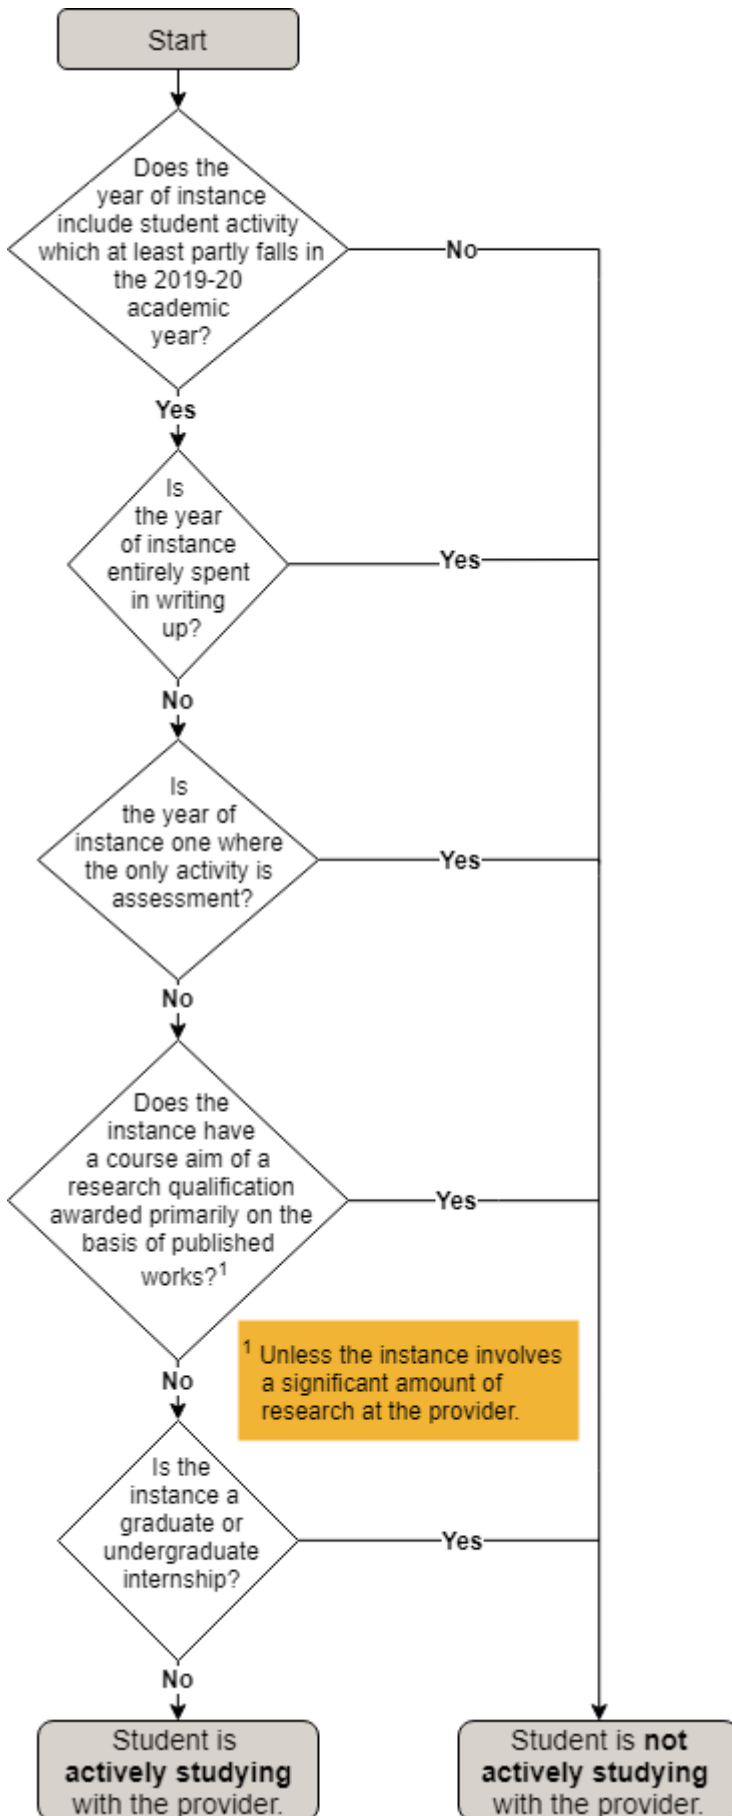 Start
Does the
year of instance
include student activity
which at least partly falls in
the 2019-20
academic
year?
No
Yes
Is
the year
of instance
entirely spent
in writing
up?
Yes
No
Is
the year of
instance one where
the only activity is
assessment?
Yes
No
Does the
instance have
a course aim of a
research qualification
awarded primarily on the
basis of published
works?1
Yes
1 Unless the instance involves
a significant amount of
research at the provider.
No
Is the
instance a
graduate or
undergraduate
internship?
Yes
No
Student is
actively studying
with the provider.
Student is not
actively studying
with the provider.